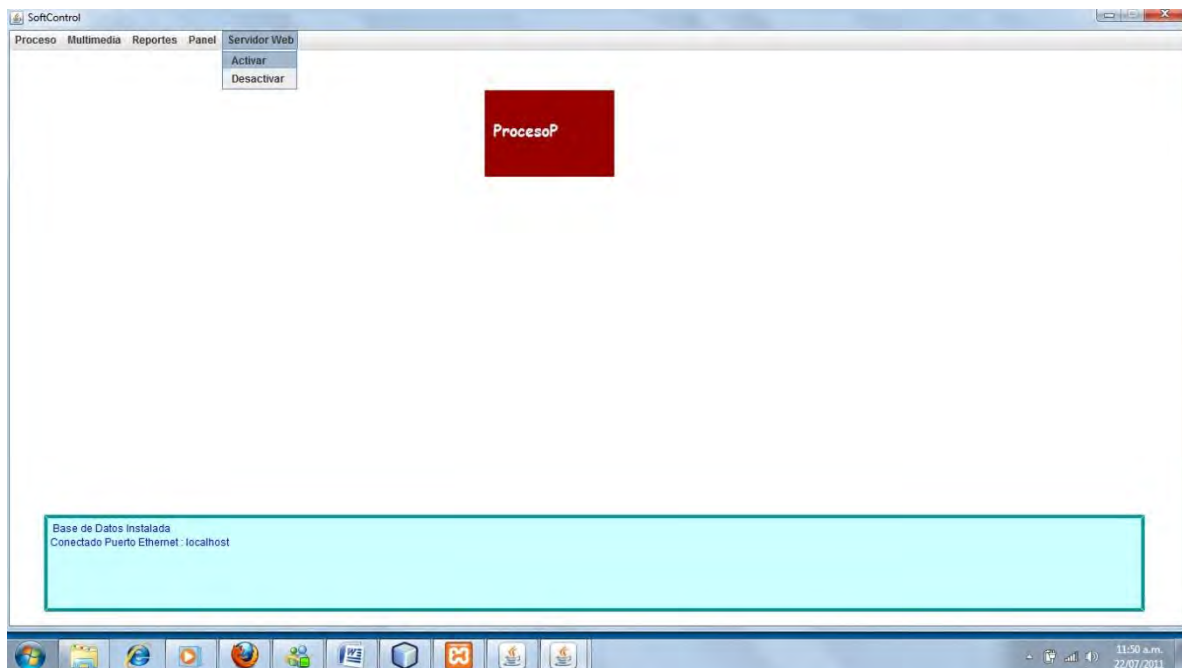 SoftControl
Proceso Multimedia Reportes Panel Servidor Web
Activar
Desactivar
ProcesoP
Base de Datos Instalada
Conectado Puerto Ethernet : localhost
11:50 a.m.
22/07/2011